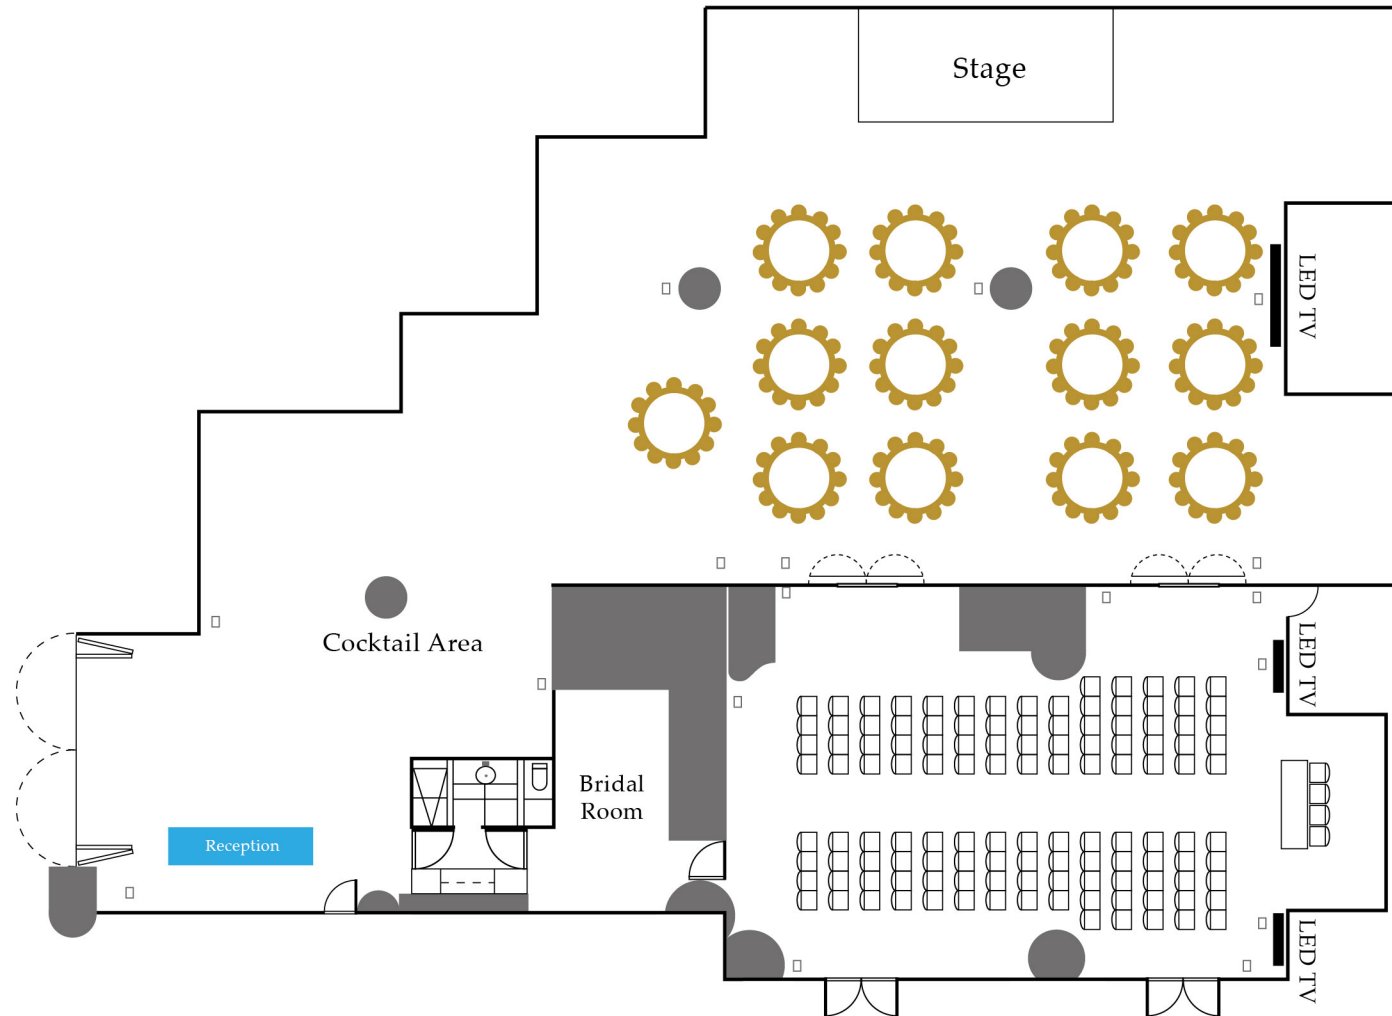 Stage
LED TV
Cocktail Area
LED TV
Bridal
Room
Reception
LED TV